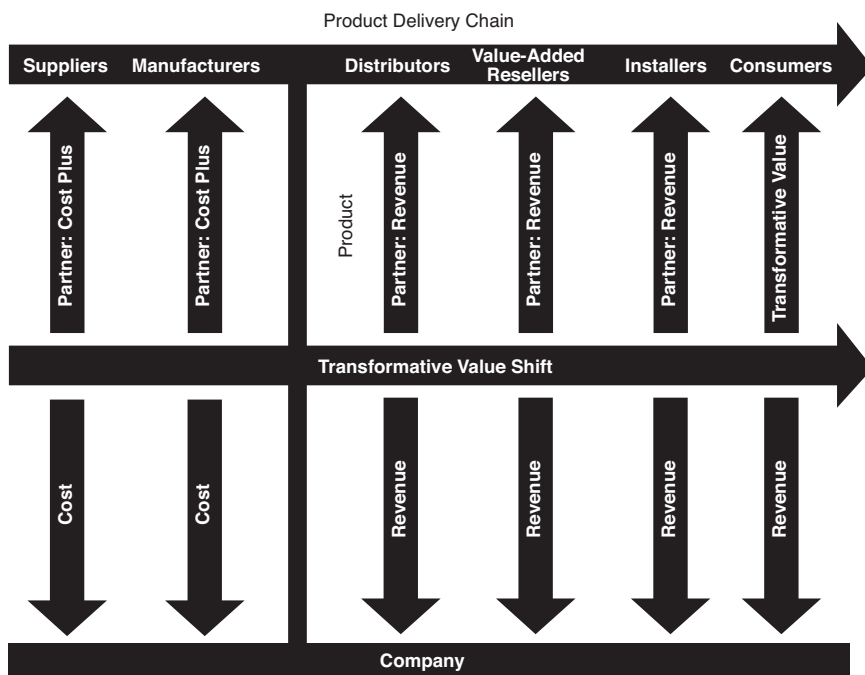 Product Delivery Chain
Suppliers
Manufacturers
Distributors
Value-Added
Resellers
Installers
Consumers
Partner: Cost Plus
Partner: Cost Plus
Product
Partner: Revenue
Partner: Revenue
Partner: Revenue
Transformative Value
Transformative Value Shift
Cost
Cost
Revenue
Revenue
Revenue
Revenue
Company